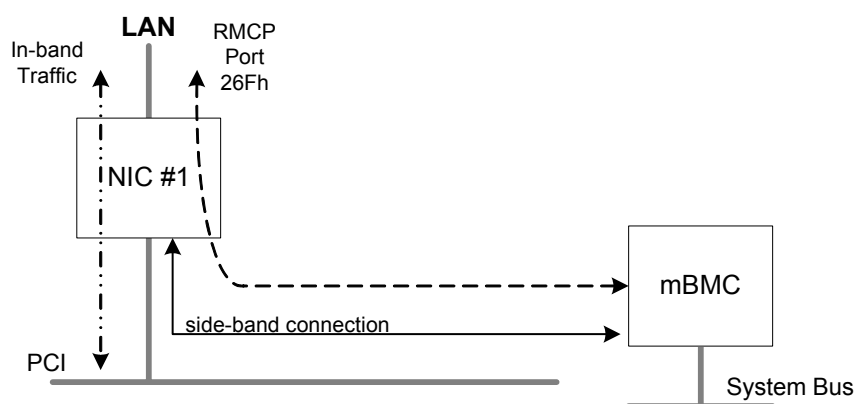 LAN
In-band
Traffic
RMCP
Port
26Fh
NIC #1
mBMC
side-band connection
PCI
System Bus